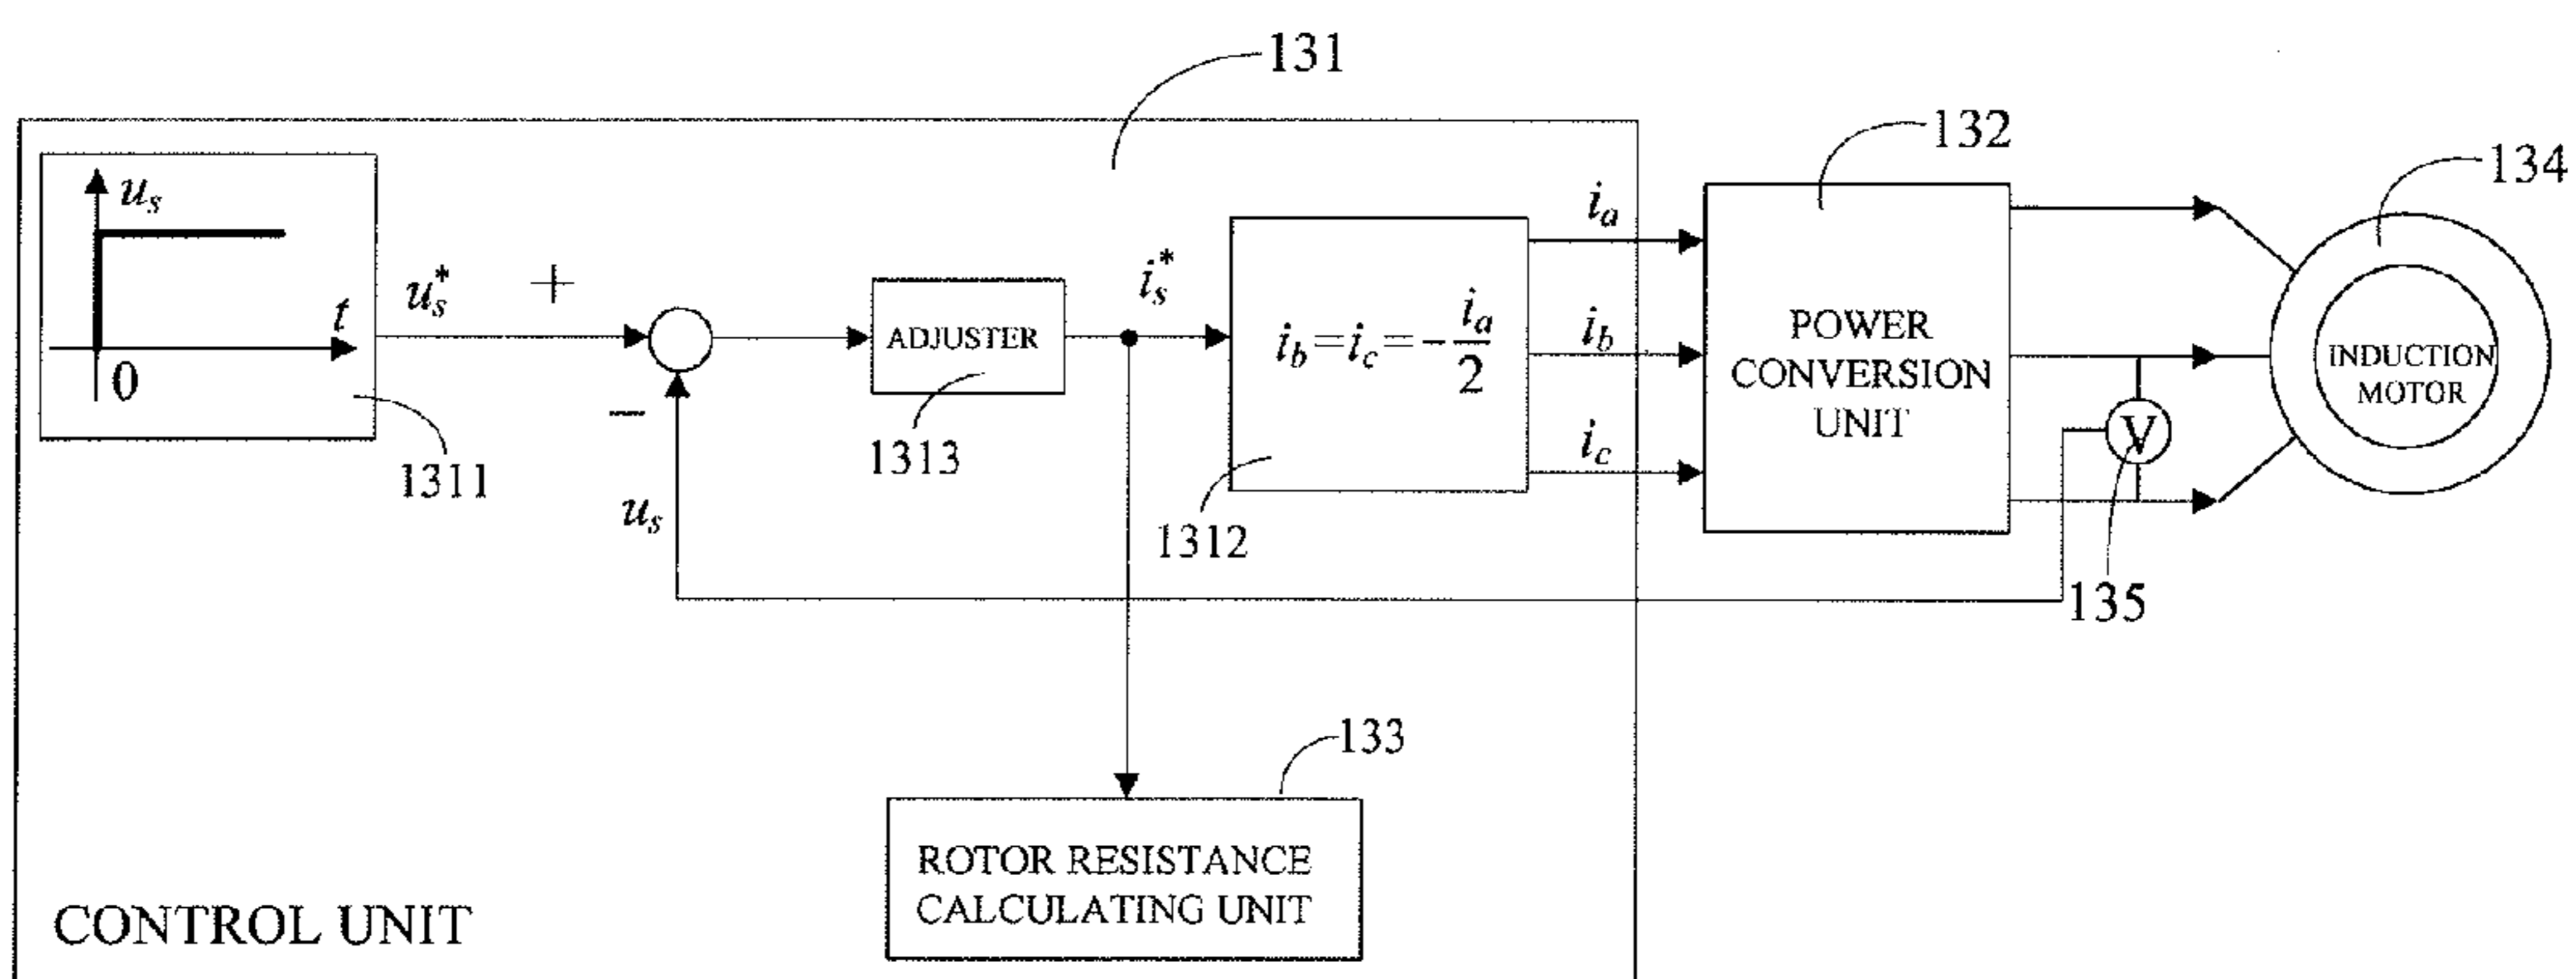 131
132
134
u_s
t
0
u_s^*
+
−
ADJUSTER
i_s^*
i_b=i_c=-\frac{i_a}{2}
i_a
i_b
i_c
POWER
CONVERSION
UNIT
INDUCTION
MOTOR
V
1311
1313
1312
u_s
135
133
ROTOR RESISTANCE
CALCULATING UNIT
CONTROL UNIT